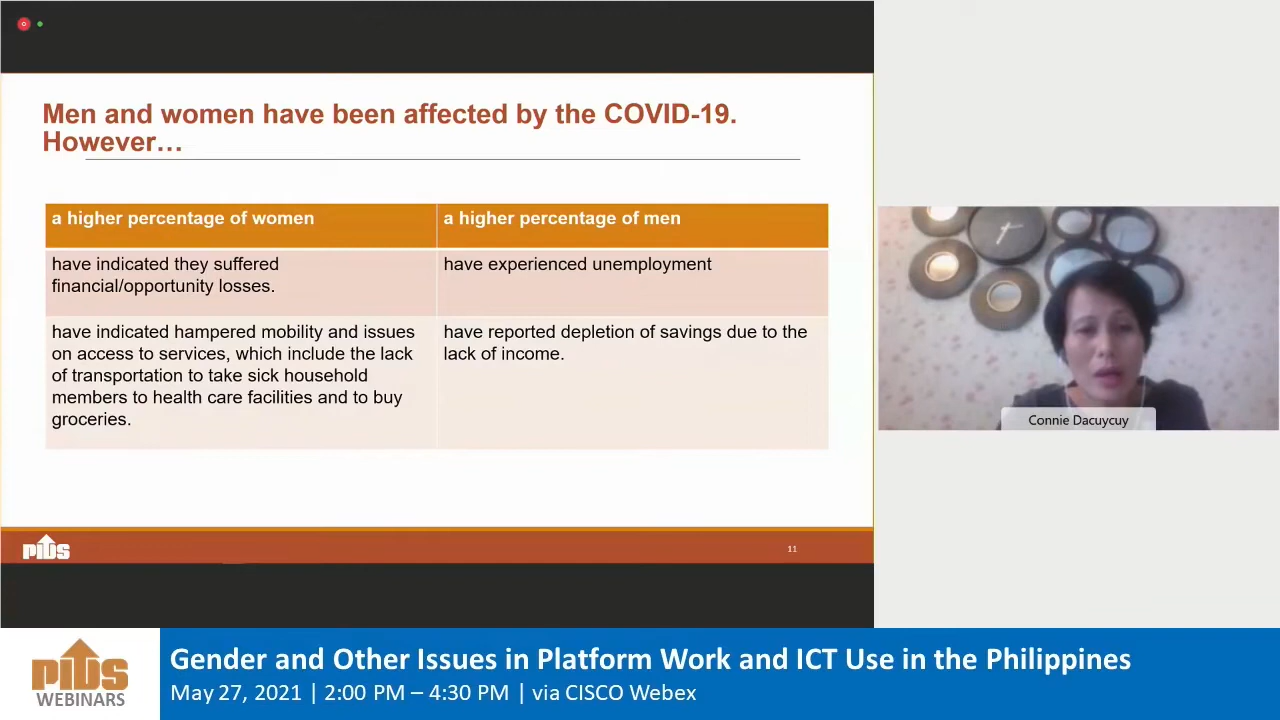 Men and women have been affected by the COVID-19.
However…
a higher percentage of women
a higher percentage of men
have indicated they suffered
financial/opportunity losses.
have experienced unemployment
have indicated hampered mobility and issues
on access to services, which include the lack
of transportation to take sick household
members to health care facilities and to buy
groceries.
have reported depletion of savings due to the
lack of income.
PIDS
11
Connie Dacuycuy
PIDS
WEBINARS
Gender and Other Issues in Platform Work and ICT Use in the Philippines
May 27, 2021 | 2:00 PM – 4:30 PM | via CISCO Webex